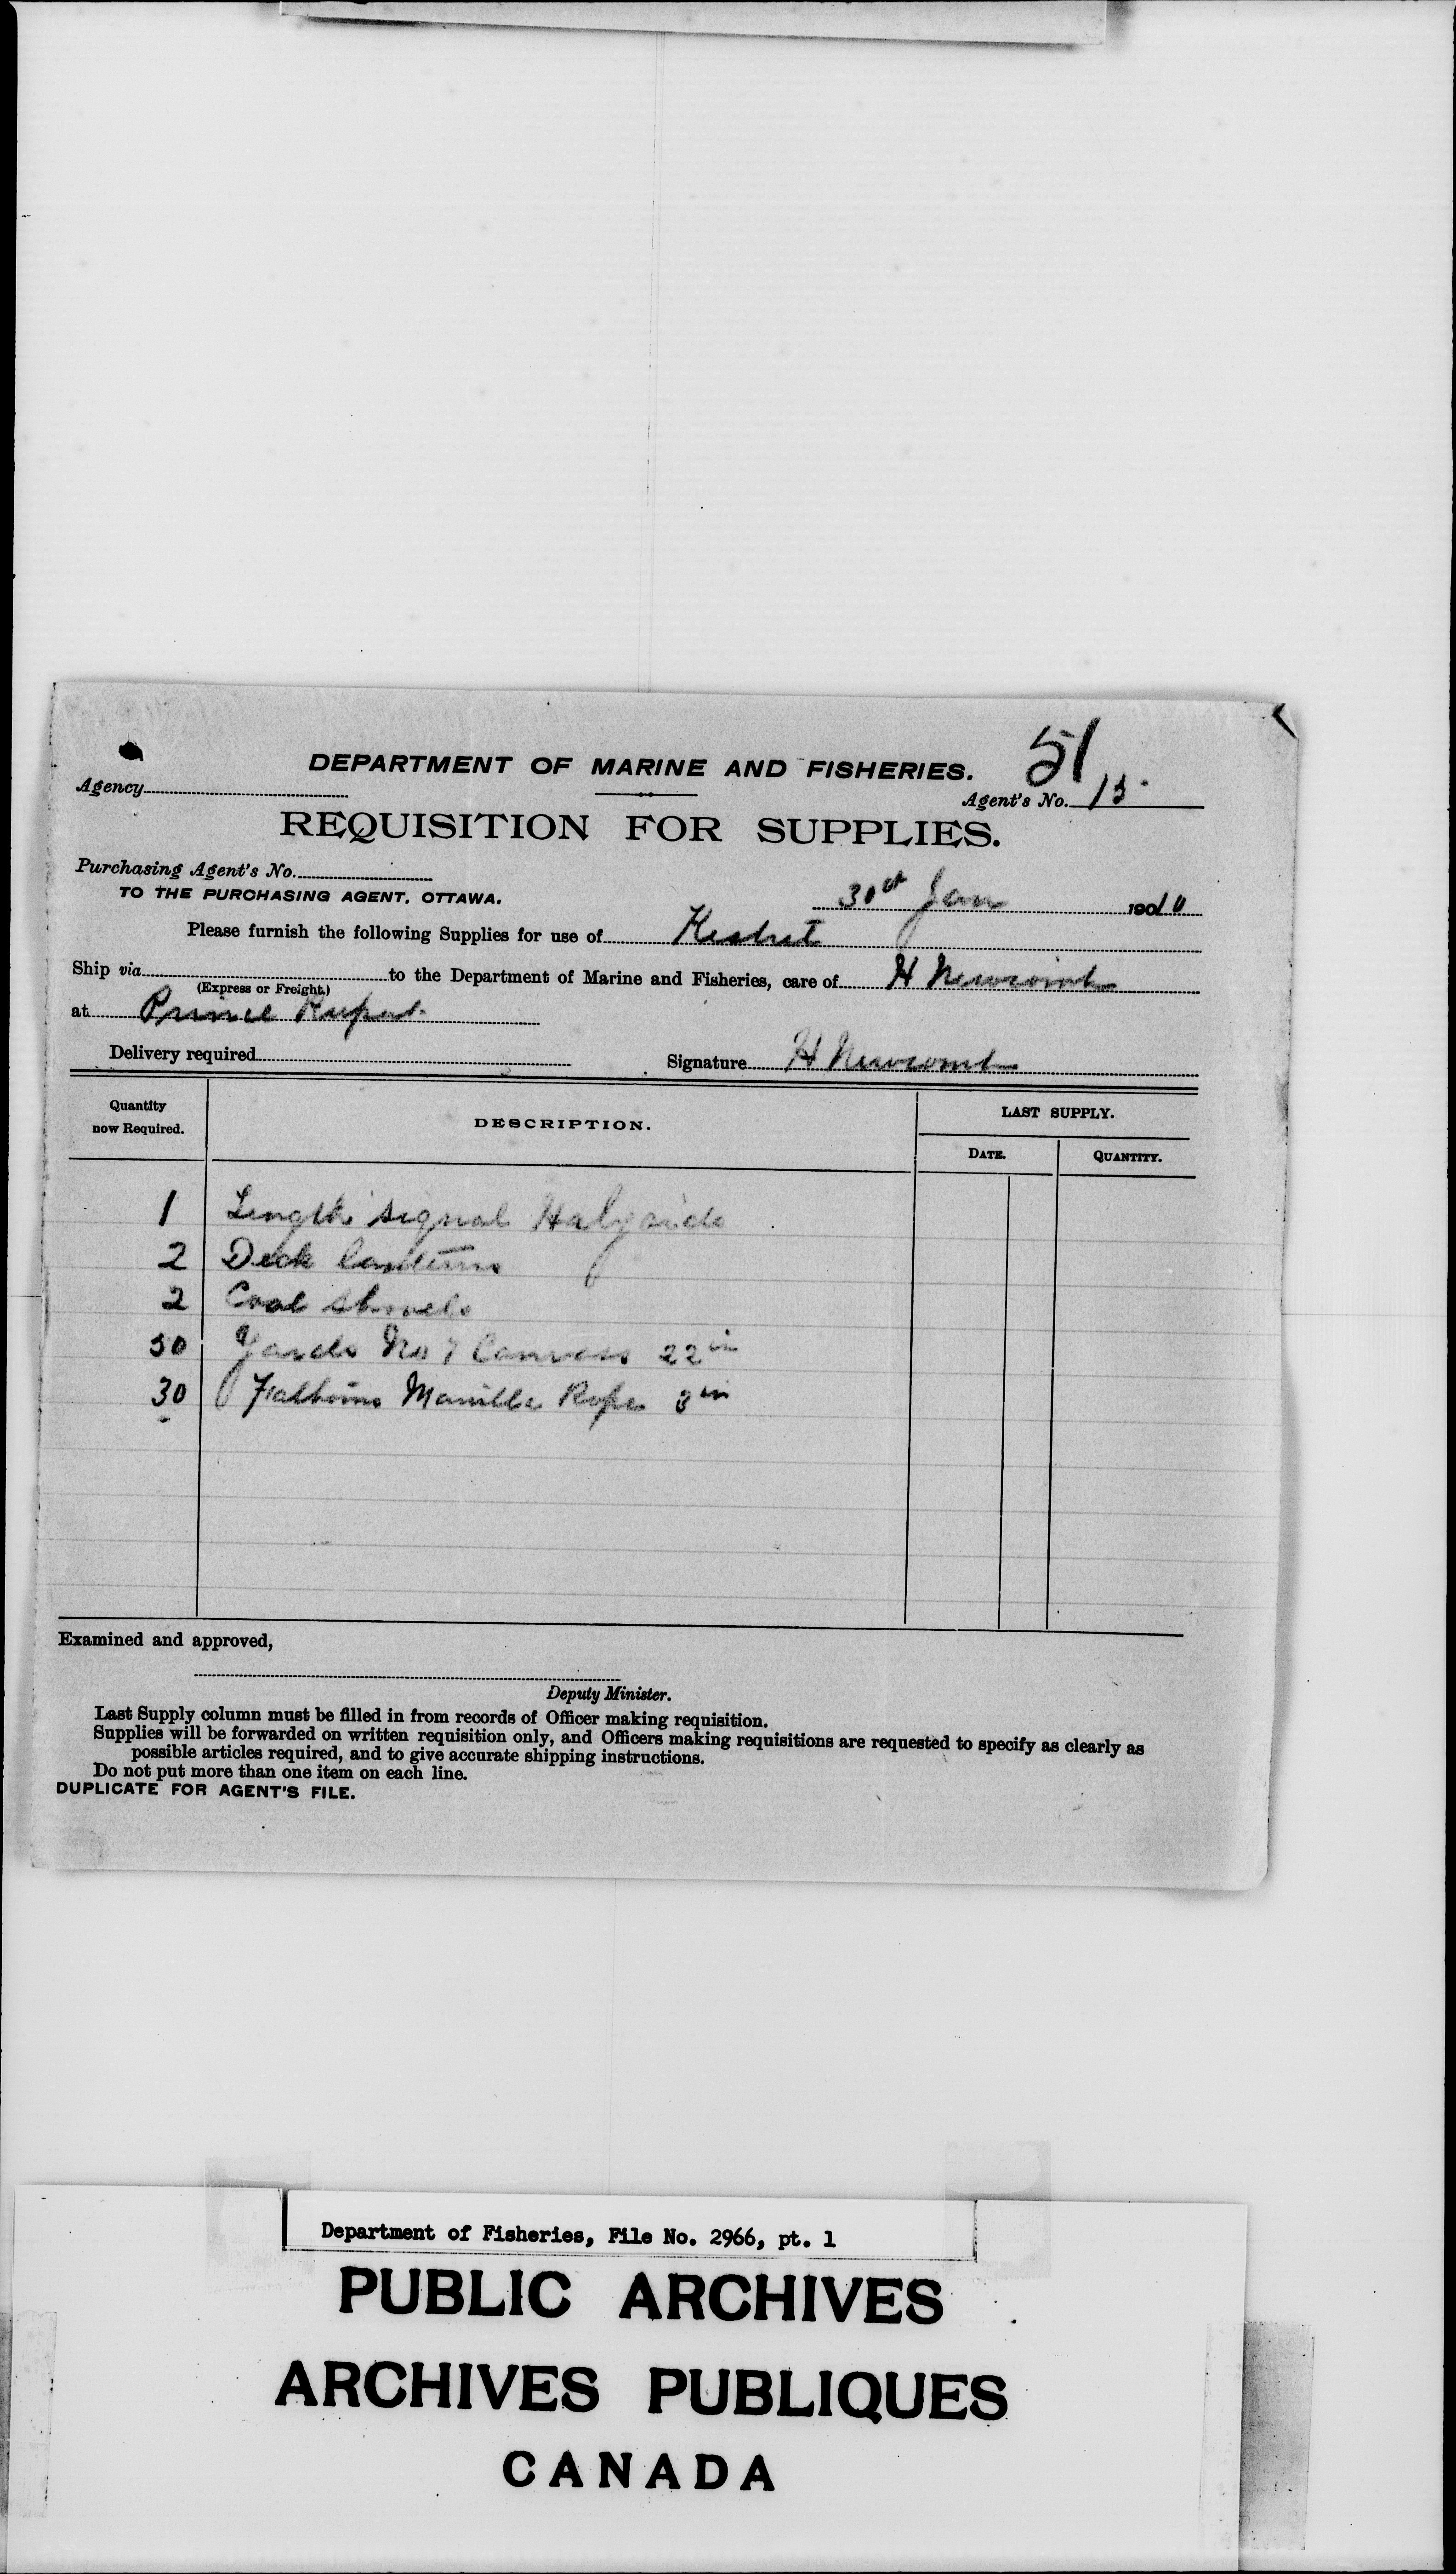 51
DEPARTMENT OF MARINE AND FISHERIES.
Agency
Agent's No. 15.
REQUISITION FOR SUPPLIES.
Purchasing Agent's No.
TO THE PURCHASING AGENT, OTTAWA.
30th Jan 1910
Please furnish the following Supplies for use of Kestrel
Ship via to the Department of Marine and Fisheries, care of H Newcomb
(Express or Freight.)
at Prince Rupert.
Delivery required Signature H Newcomb
Quantity now Required. DESCRIPTION. LAST SUPPLY.
DATE. QUANTITY.
1 Length signal Halyards
2 Deck lanterns
2 Coal shovels
50 Yards No 7 Canvass 22 in
30 Fathoms Manilla Rope 3 in
Examined and approved,
Deputy Minister.
Last Supply column must be filled in from records of Officer making requisition.
Supplies will be forwarded on written requisition only, and Officers making requisitions are requested to specify as clearly as
possible articles required, and to give accurate shipping instructions.
Do not put more than one item on each line.
DUPLICATE FOR AGENT'S FILE.
Department of Fisheries, File No. 2966, pt. 1
PUBLIC ARCHIVES
ARCHIVES PUBLIQUES
CANADA